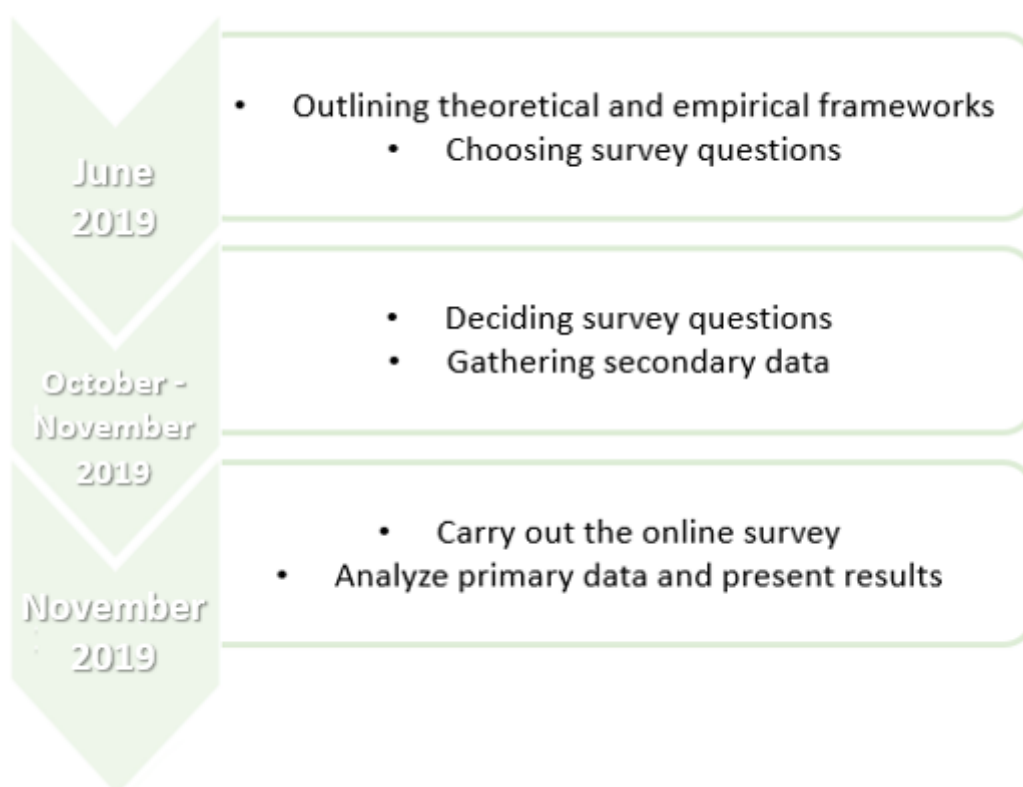 June
2019
• Outlining theoretical and empirical frameworks
• Choosing survey questions
October -
November
2019
• Deciding survey questions
• Gathering secondary data
November
2019
• Carry out the online survey
• Analyze primary data and present results